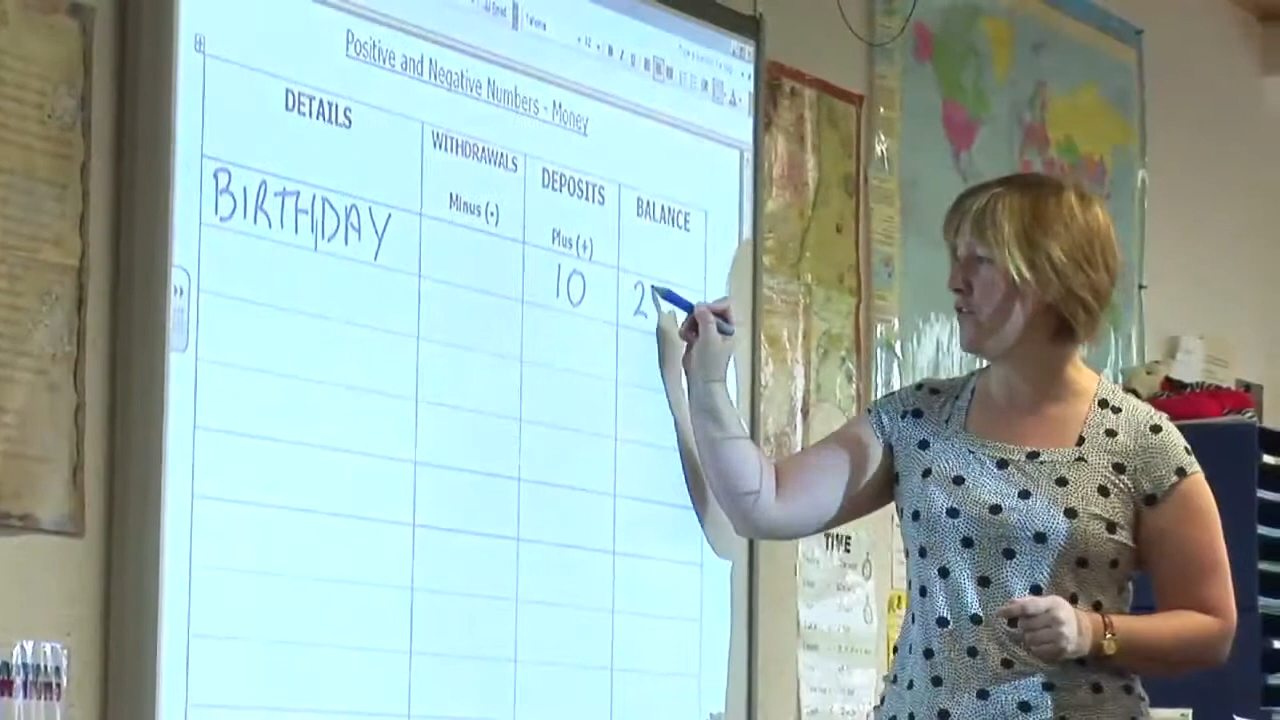 Positive and Negative Numbers - Money
DETAILS
WITHDRAWALS
Minus (-)
DEPOSITS
Plus (+)
BALANCE
BIRTHDAY
10
2
TIME